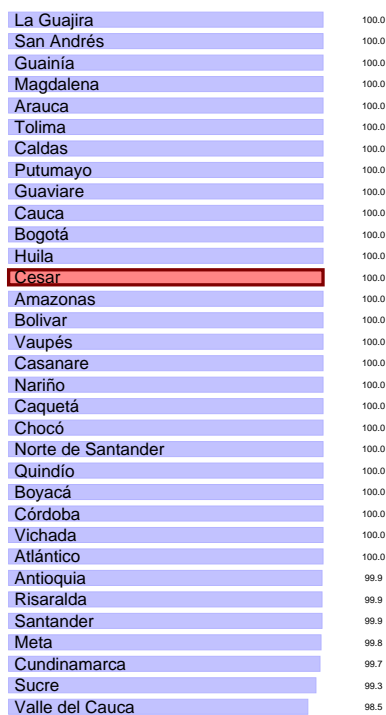 La Guajira 100.0
San Andrés 100.0
Guainía 100.0
Magdalena 100.0
Arauca 100.0
Tolima 100.0
Caldas 100.0
Putumayo 100.0
Guaviare 100.0
Cauca 100.0
Bogotá 100.0
Huila 100.0
Cesar 100.0
Amazonas 100.0
Bolivar 100.0
Vaupés 100.0
Casanare 100.0
Nariño 100.0
Caquetá 100.0
Chocó 100.0
Norte de Santander 100.0
Quindío 100.0
Boyacá 100.0
Córdoba 100.0
Vichada 100.0
Atlántico 100.0
Antioquia 99.9
Risaralda 99.9
Santander 99.9
Meta 99.8
Cundinamarca 99.7
Sucre 99.3
Valle del Cauca 98.5